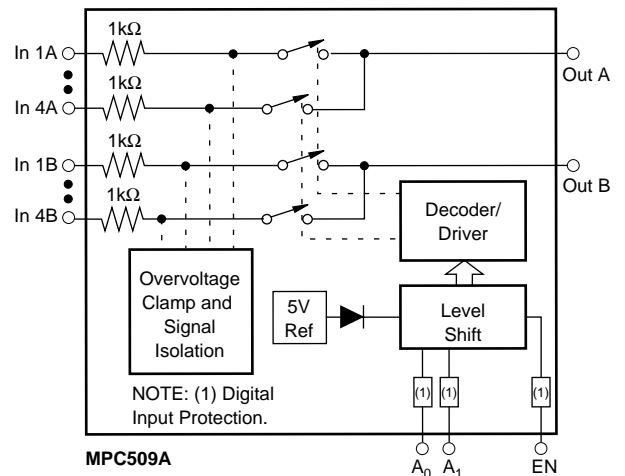 1kΩ
In 1A
Out A
1kΩ
In 4A
1kΩ
In 1B
Out B
1kΩ
In 4B
Decoder/
Driver
Overvoltage
Clamp and
Signal
Isolation
5V
Ref
Level
Shift
NOTE: (1) Digital
Input Protection.
(1)
(1)
(1)
MPC509A
A₀
A₁
EN